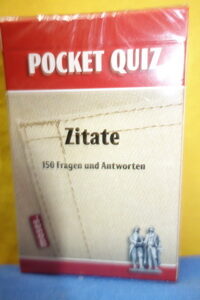 POCKET QUIZ
Zitate
150 Fragen und Antworten